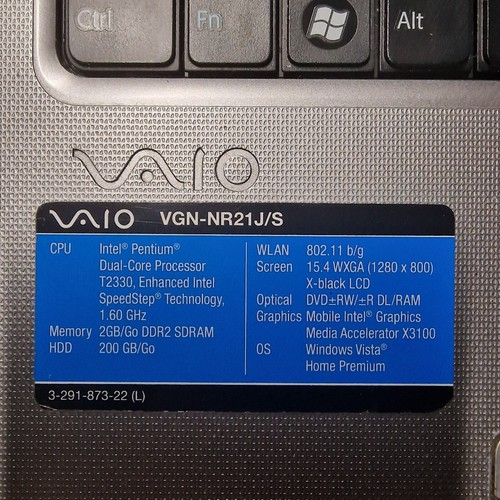 Ctrl Fn Alt
VAIO
VAIO VGN-NR21J/S
CPU Intel® Pentium®
Dual-Core Processor
T2330, Enhanced Intel
SpeedStep® Technology,
1.60 GHz
Memory 2GB/Go DDR2 SDRAM
HDD 200 GB/Go
WLAN 802.11 b/g
Screen 15.4 WXGA (1280 x 800)
X-black LCD
Optical DVD±RW/±R DL/RAM
Graphics Mobile Intel® Graphics
Media Accelerator X3100
OS Windows Vista®
Home Premium
3-291-873-22 (L)